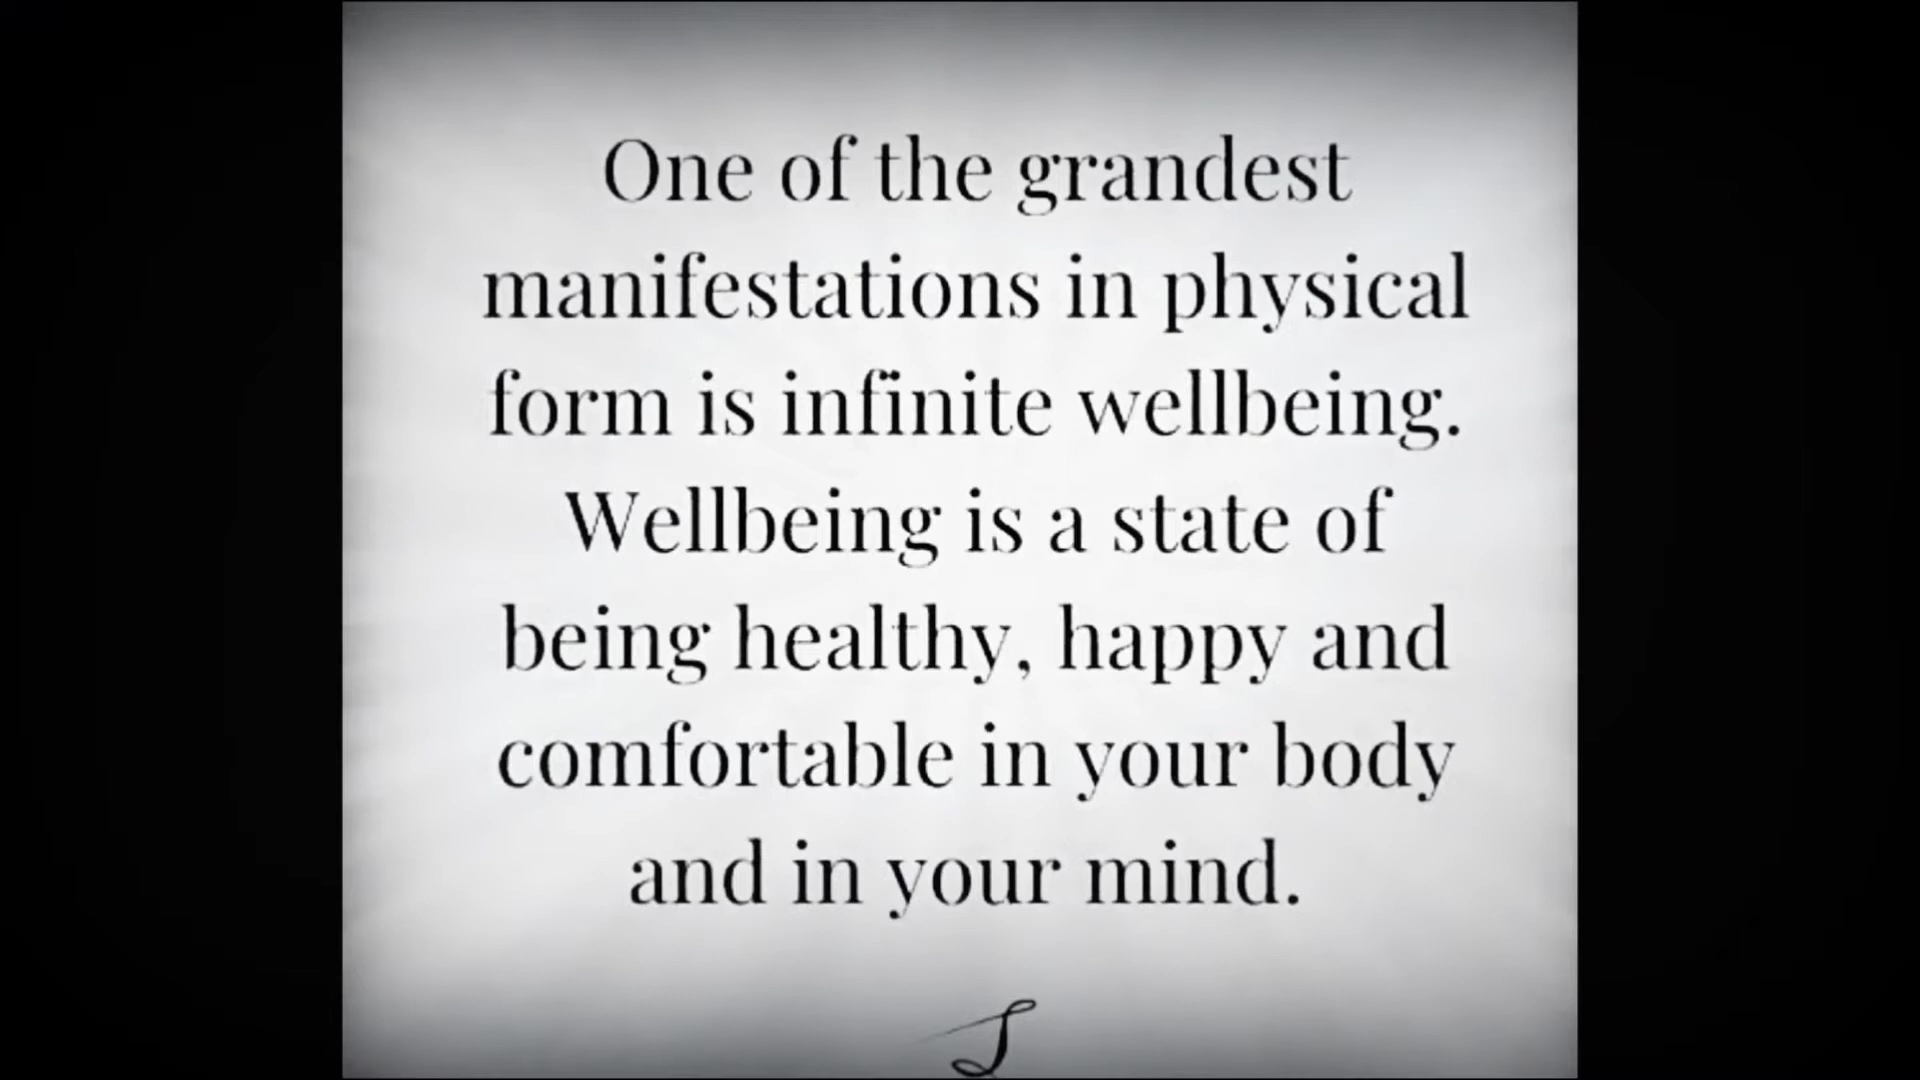 One of the grandest
manifestations in physical
form is infinite wellbeing.
Wellbeing is a state of
being healthy, happy and
comfortable in your body
and in your mind.